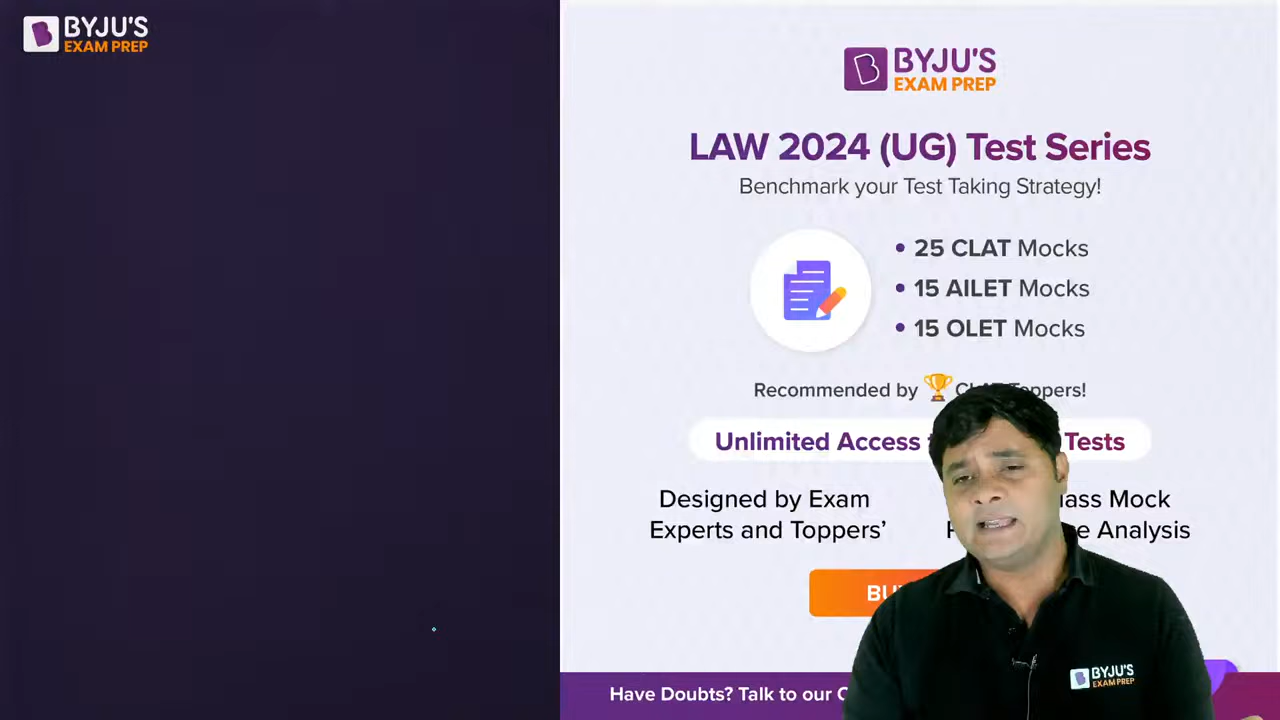 BYJU'S
EXAM PREP
BYJU'S
EXAM PREP
LAW 2024 (UG) Test Series
Benchmark your Test Taking Strategy!
• 25 CLAT Mocks
• 15 AILET Mocks
• 15 OLET Mocks
Recommended by Toppers!
Unlimited Access Tests
Designed by Exam
Experts and Toppers’
Mock
Analysis
Have Doubts? Talk to our
BYJU'S
EXAM PREP